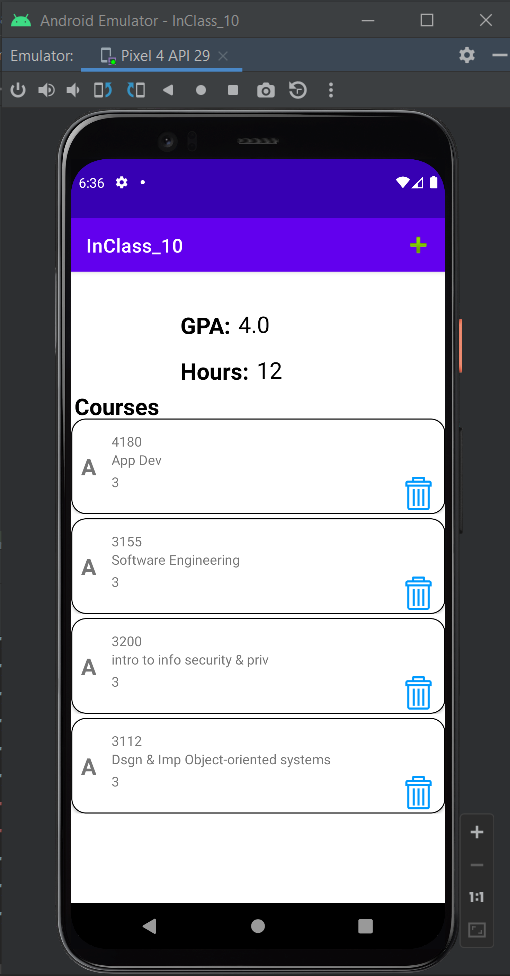 Android Emulator - InClass_10
Emulator: Pixel 4 API 29
6:36
InClass_10
GPA: 4.0
Hours: 12
Courses
4180
App Dev
A
3
3155
Software Engineering
A
3
3200
intro to info security & priv
A
3
3112
Dsgn & Imp Object-oriented systems
A
3
1:1